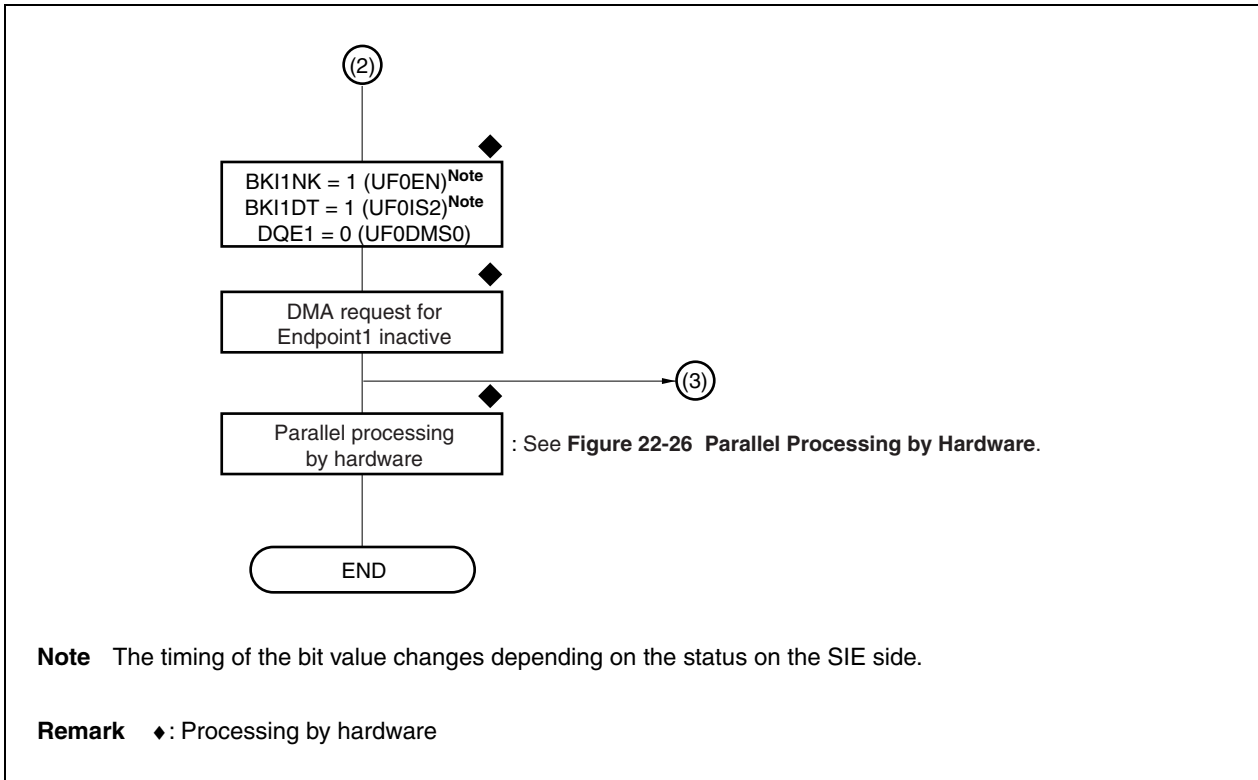 (2)
BKI1NK = 1 (UF0EN)Note
BKI1DT = 1 (UF0IS2)Note
DQE1 = 0 (UF0DMS0)
DMA request for
Endpoint1 inactive
(3)
Parallel processing
by hardware
: See Figure 22-26 Parallel Processing by Hardware.
END
Note The timing of the bit value changes depending on the status on the SIE side.
Remark ♦: Processing by hardware